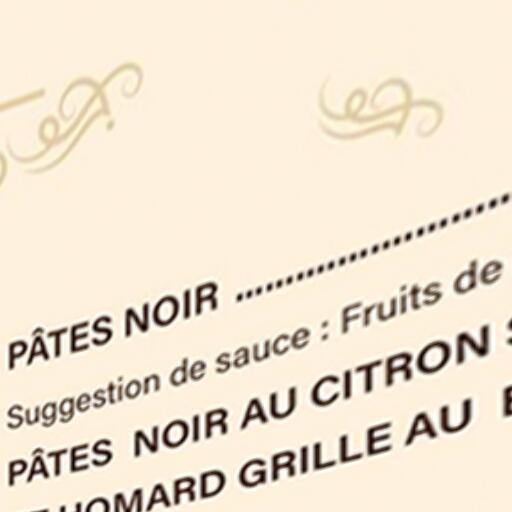 PÂTES NOIR ........................
Suggestion de sauce : Fruits de
PÂTES NOIR AU CITRON
HOMARD GRILLE AU